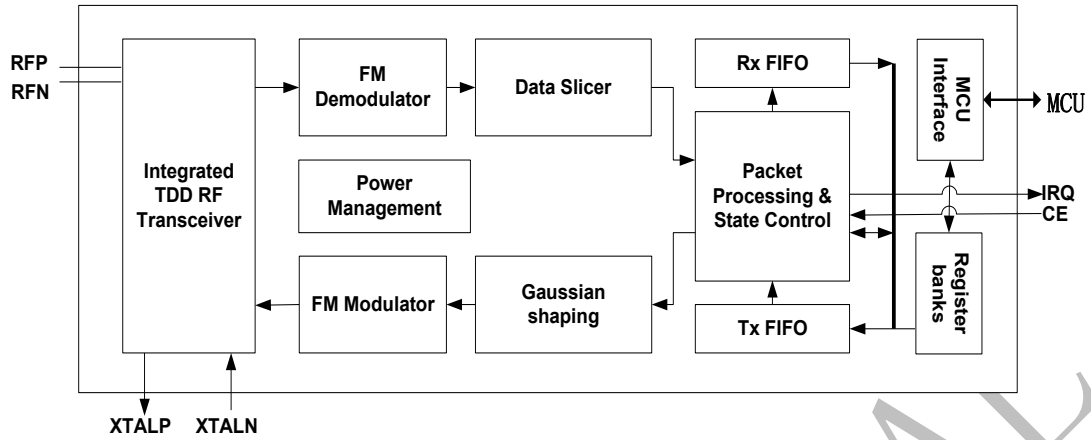 RFP
RFN
Integrated
TDD RF
Transceiver
FM
Demodulator
Data Slicer
Power
Management
FM Modulator
Gaussian
shaping
Rx FIFO
Packet
Processing &
State Control
Tx FIFO
MCU
Interface
Register
banks
MCU
IRQ
CE
XTALP
XTALN